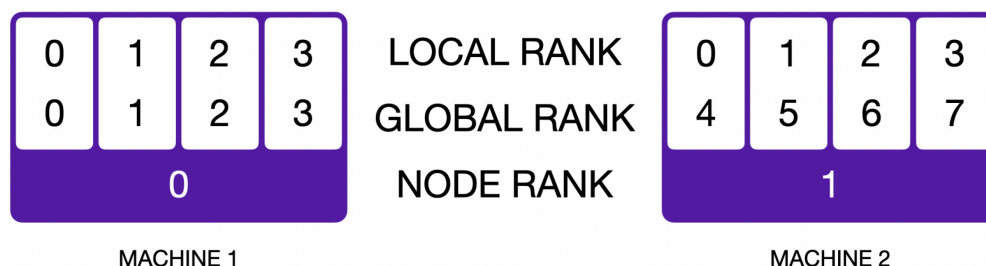 0 1 2 3 LOCAL RANK 0 1 2 3
0 1 2 3 GLOBAL RANK 4 5 6 7
0 NODE RANK 1
MACHINE 1 MACHINE 2